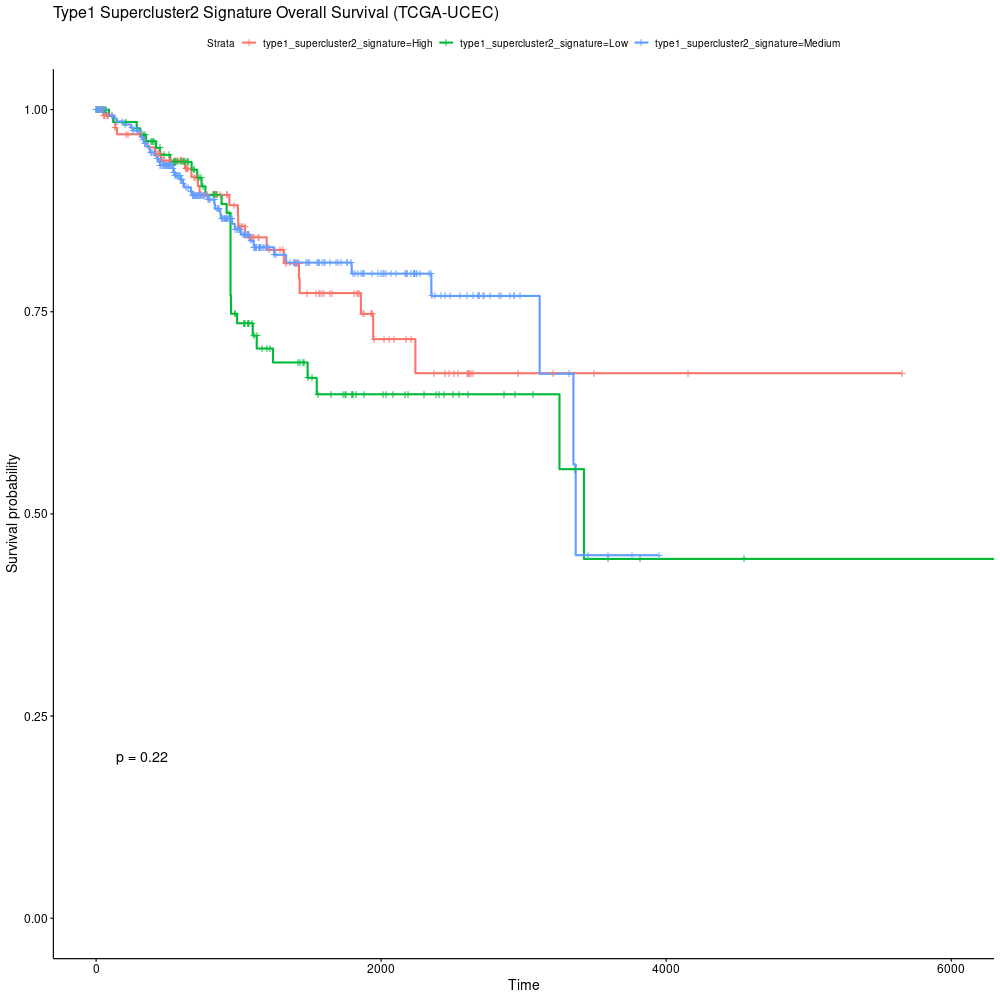 Type1 Supercluster2 Signature Overall Survival (TCGA-UCEC)
Strata type1_supercluster2_signature=High type1_supercluster2_signature=Low type1_supercluster2_signature=Medium
1.00
0.75
0.50
0.25
0.00
Survival probability
p = 0.22
0 2000 4000 6000
Time